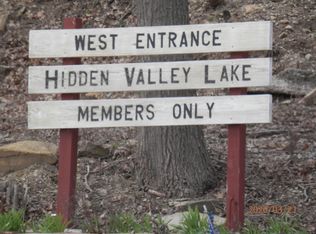 WEST ENTRANCE
HIDDEN VALLEY LAKE
MEMBERS ONLY